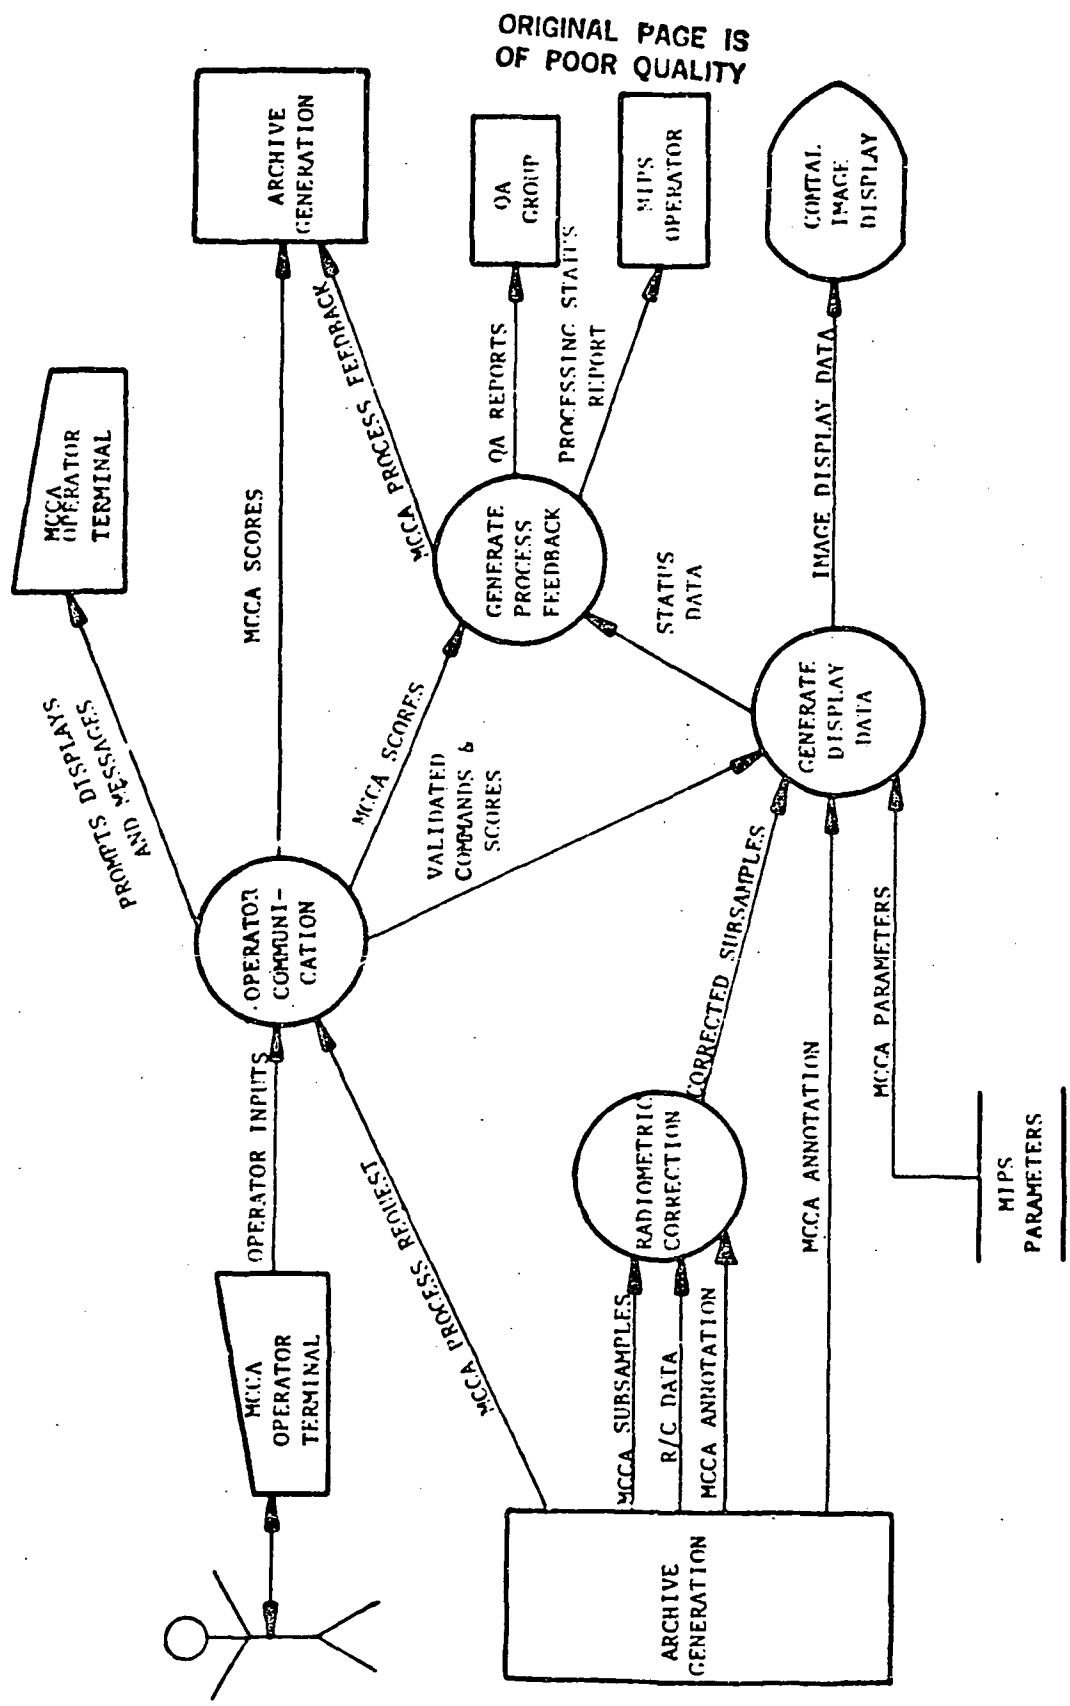 ORIGINAL PAGE IS
OF POOR QUALITY
MCCA
OPERATOR
TERMINAL
OPERATOR INPUTS
OPERATOR
COMMUNI-
CATION
PROMPTS DISPLAYS
AND MESSAGES
MCCA
OPERATOR
TERMINAL
MCCA SCORES
ARCHIVE
GENERATION
MCCA PROCESS FEEDBACK
MCCA SCORES
GENERATE
PROCESS
FEEDBACK
QA REPORTS
QA
GROUP
PROCESSING STATUS
REPORT
MIPS
OPERATOR
VALIDATED
COMMANDS &
SCORES
STATUS
DATA
MCCA PROCESS REQUEST
ARCHIVE
GENERATION
MCCA SUBSAMPLES
R/C DATA
MCCA ANNOTATION
RADIOMETRIC
CORRECTION
CORRECTED SUBSAMPLES
MCCA ANNOTATION
MCCA PARAMETERS
MIPS
PARAMETERS
GENERATE
DISPLAY
DATA
IMAGE DISPLAY DATA
COMTAL
IMAGE
DISPLAY